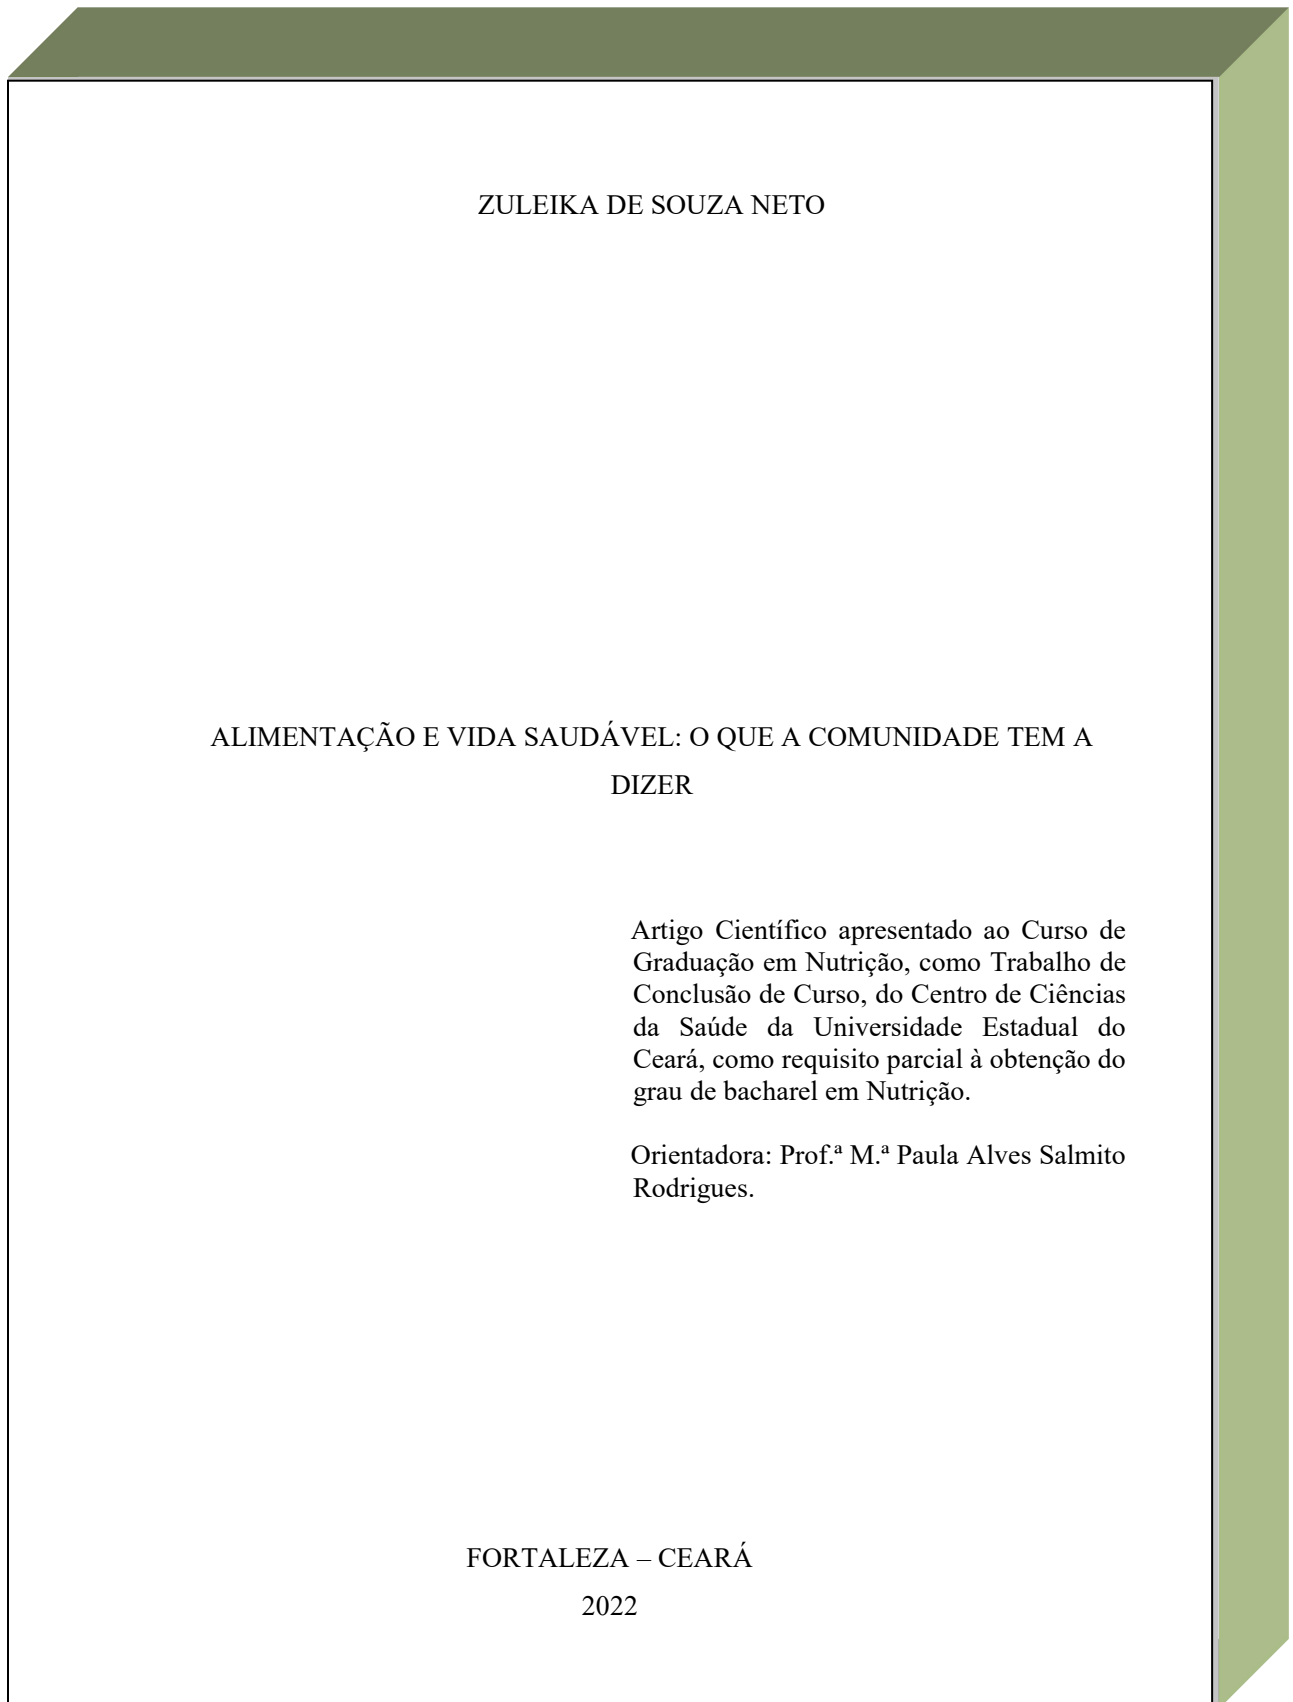 ZULEIKA DE SOUZA NETO
ALIMENTAÇÃO E VIDA SAUDÁVEL: O QUE A COMUNIDADE TEM A
DIZER
Artigo Científico apresentado ao Curso de
Graduação em Nutrição, como Trabalho de
Conclusão de Curso, do Centro de Ciências
da Saúde da Universidade Estadual do
Ceará, como requisito parcial à obtenção do
grau de bacharel em Nutrição.
Orientadora: Prof.ª M.ª Paula Alves Salmito
Rodrigues.
FORTALEZA – CEARÁ
2022